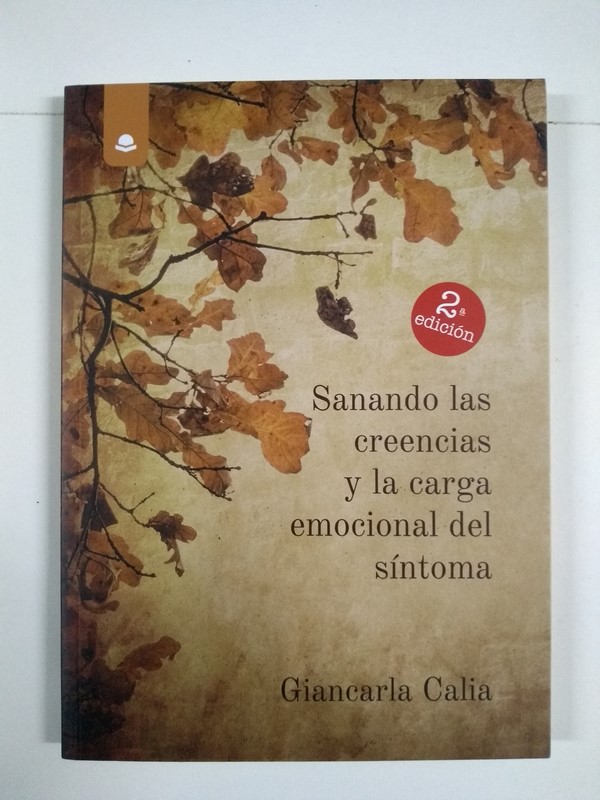 2ª
edición
Sanando las
creencias
y la carga
emocional del
síntoma
Giancarla Calia